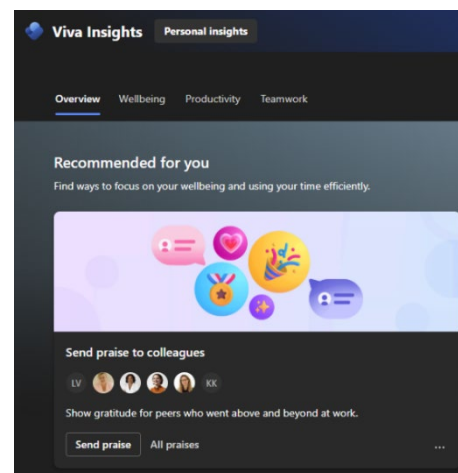 Viva Insights Personal insights
Overview Wellbeing Productivity Teamwork
Recommended for you
Find ways to focus on your wellbeing and using your time efficiently.
Send praise to colleagues
LV KK
Show gratitude for peers who went above and beyond at work.
Send praise All praises ...